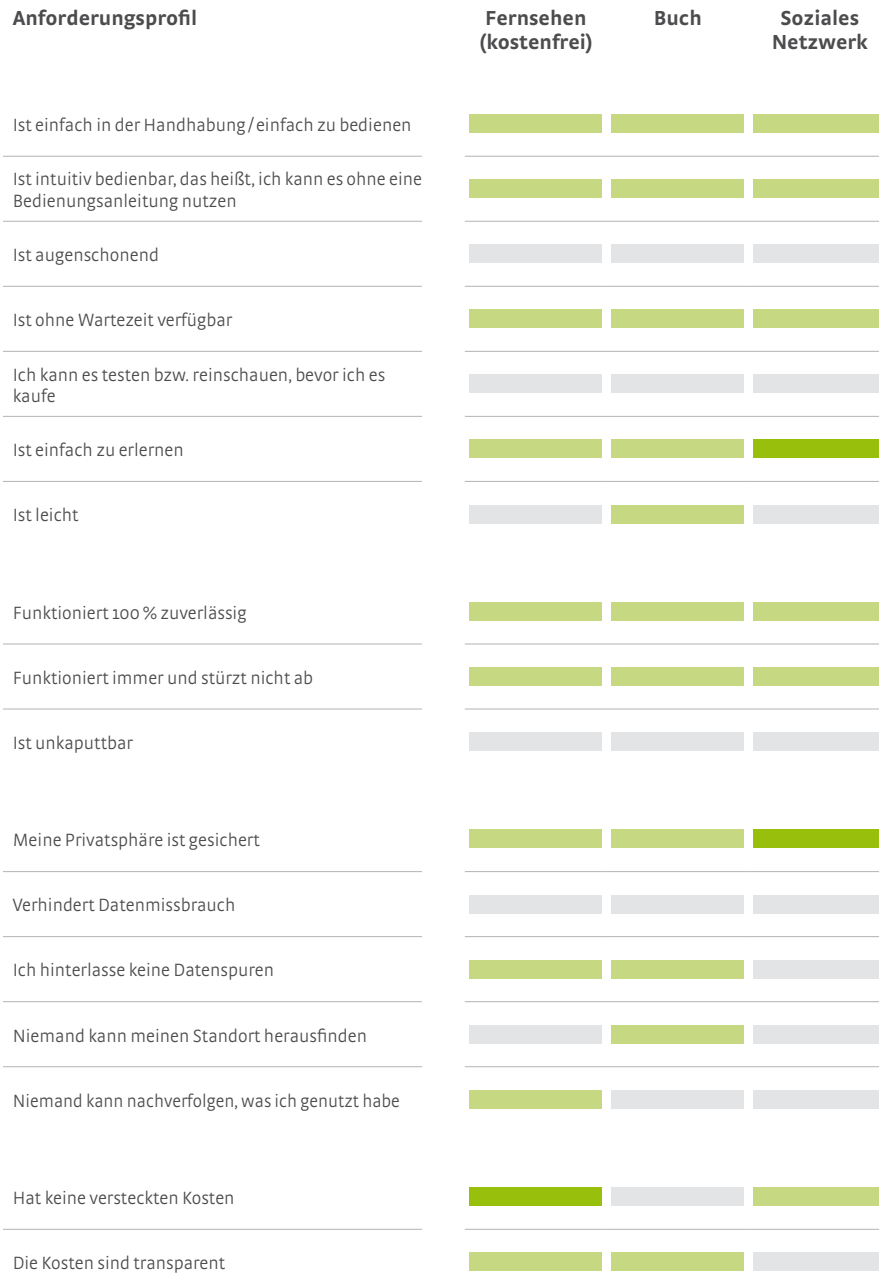 Anforderungsprofil
Fernsehen
(kostenfrei)
Buch
Soziales
Netzwerk
Ist einfach in der Handhabung / einfach zu bedienen
Ist intuitiv bedienbar, das heißt, ich kann es ohne eine
Bedienungsanleitung nutzen
Ist augenschonend
Ist ohne Wartezeit verfügbar
Ich kann es testen bzw. reinschauen, bevor ich es
kaufe
Ist einfach zu erlernen
Ist leicht
Funktioniert 100 % zuverlässig
Funktioniert immer und stürzt nicht ab
Ist unkaputtbar
Meine Privatsphäre ist gesichert
Verhindert Datenmissbrauch
Ich hinterlasse keine Datenspuren
Niemand kann meinen Standort herausfinden
Niemand kann nachverfolgen, was ich genutzt habe
Hat keine versteckten Kosten
Die Kosten sind transparent